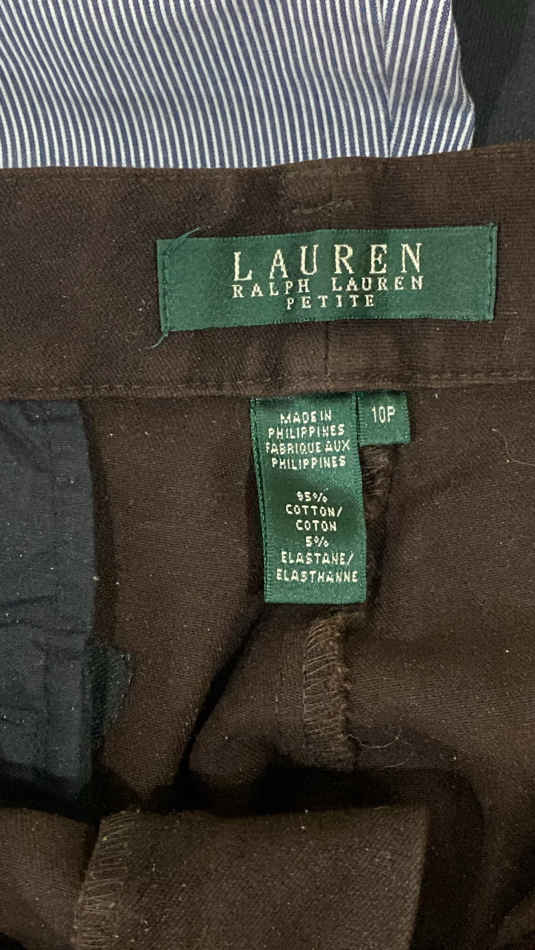 LAUREN
RALPH LAUREN
PETITE
10P
MADE IN
PHILIPPINES
FABRIQUE AUX
PHILIPPINES
95%
COTTON/
COTON
5%
ELASTANE/
ELASTHANNE